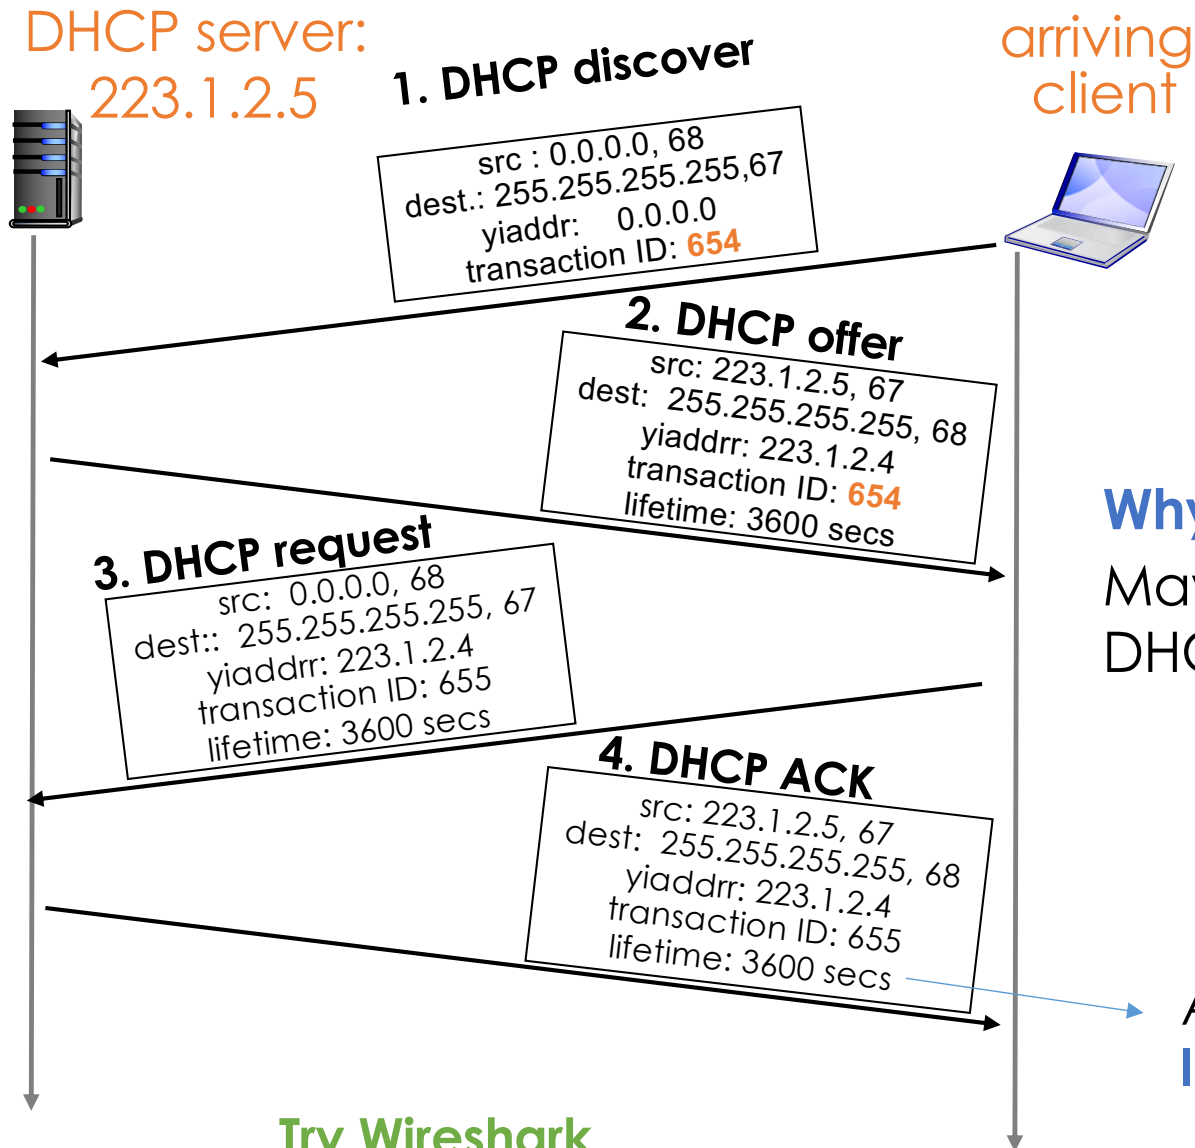 DHCP server:
223.1.2.5
arriving
client
1. DHCP discover
src : 0.0.0.0, 68
dest.: 255.255.255.255,67
yiaddr: 0.0.0.0
transaction ID: 654
2. DHCP offer
src: 223.1.2.5, 67
dest: 255.255.255.255, 68
yiaddrr: 223.1.2.4
transaction ID: 654
lifetime: 3600 secs
Why
DHC
3. DHCP request
src: 0.0.0.0, 68
dest:: 255.255.255.255, 67
yiaddrr: 223.1.2.4
transaction ID: 655
lifetime: 3600 secs
4. DHCP ACK
src: 223.1.2.5, 67
dest: 255.255.255.255, 68
yiaddrr: 223.1.2.4
transaction ID: 655
lifetime: 3600 secs
Try Wireshark